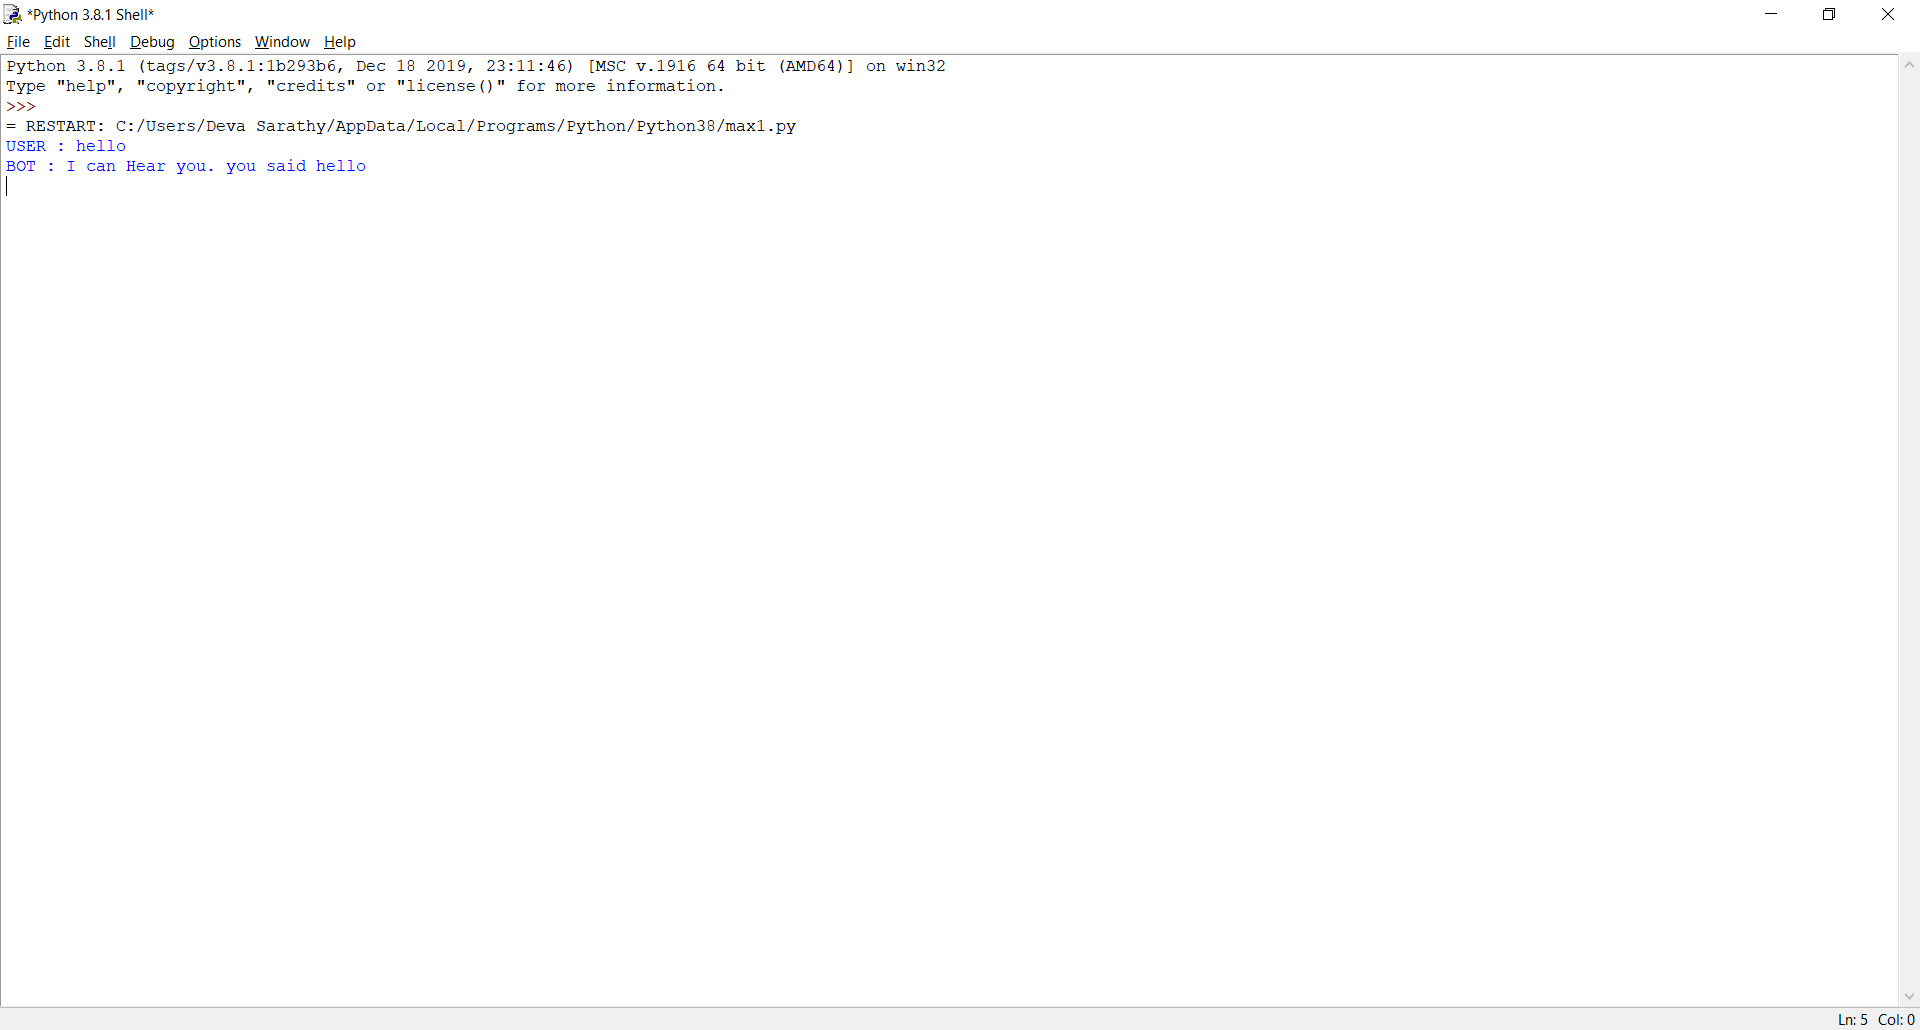 *Python 3.8.1 Shell*
File Edit Shell Debug Options Window Help
Python 3.8.1 (tags/v3.8.1:1b293b6, Dec 18 2019, 23:11:46) [MSC v.1916 64 bit (AMD64)] on win32
Type "help", "copyright", "credits" or "license()" for more information.
>>>
= RESTART: C:/Users/Deva Sarathy/AppData/Local/Programs/Python/Python38/max1.py
USER : hello
BOT : I can Hear you. you said hello
Ln: 5 Col: 0